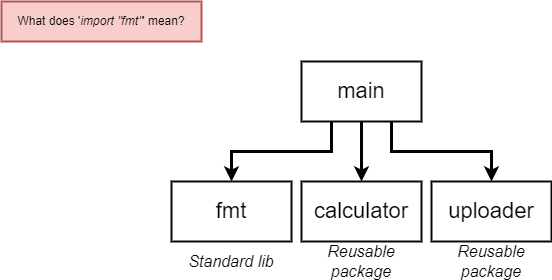 What does 'import "fmt"' mean?
main
fmt
calculator
uploader
Standard lib
Reusable
package
Reusable
package